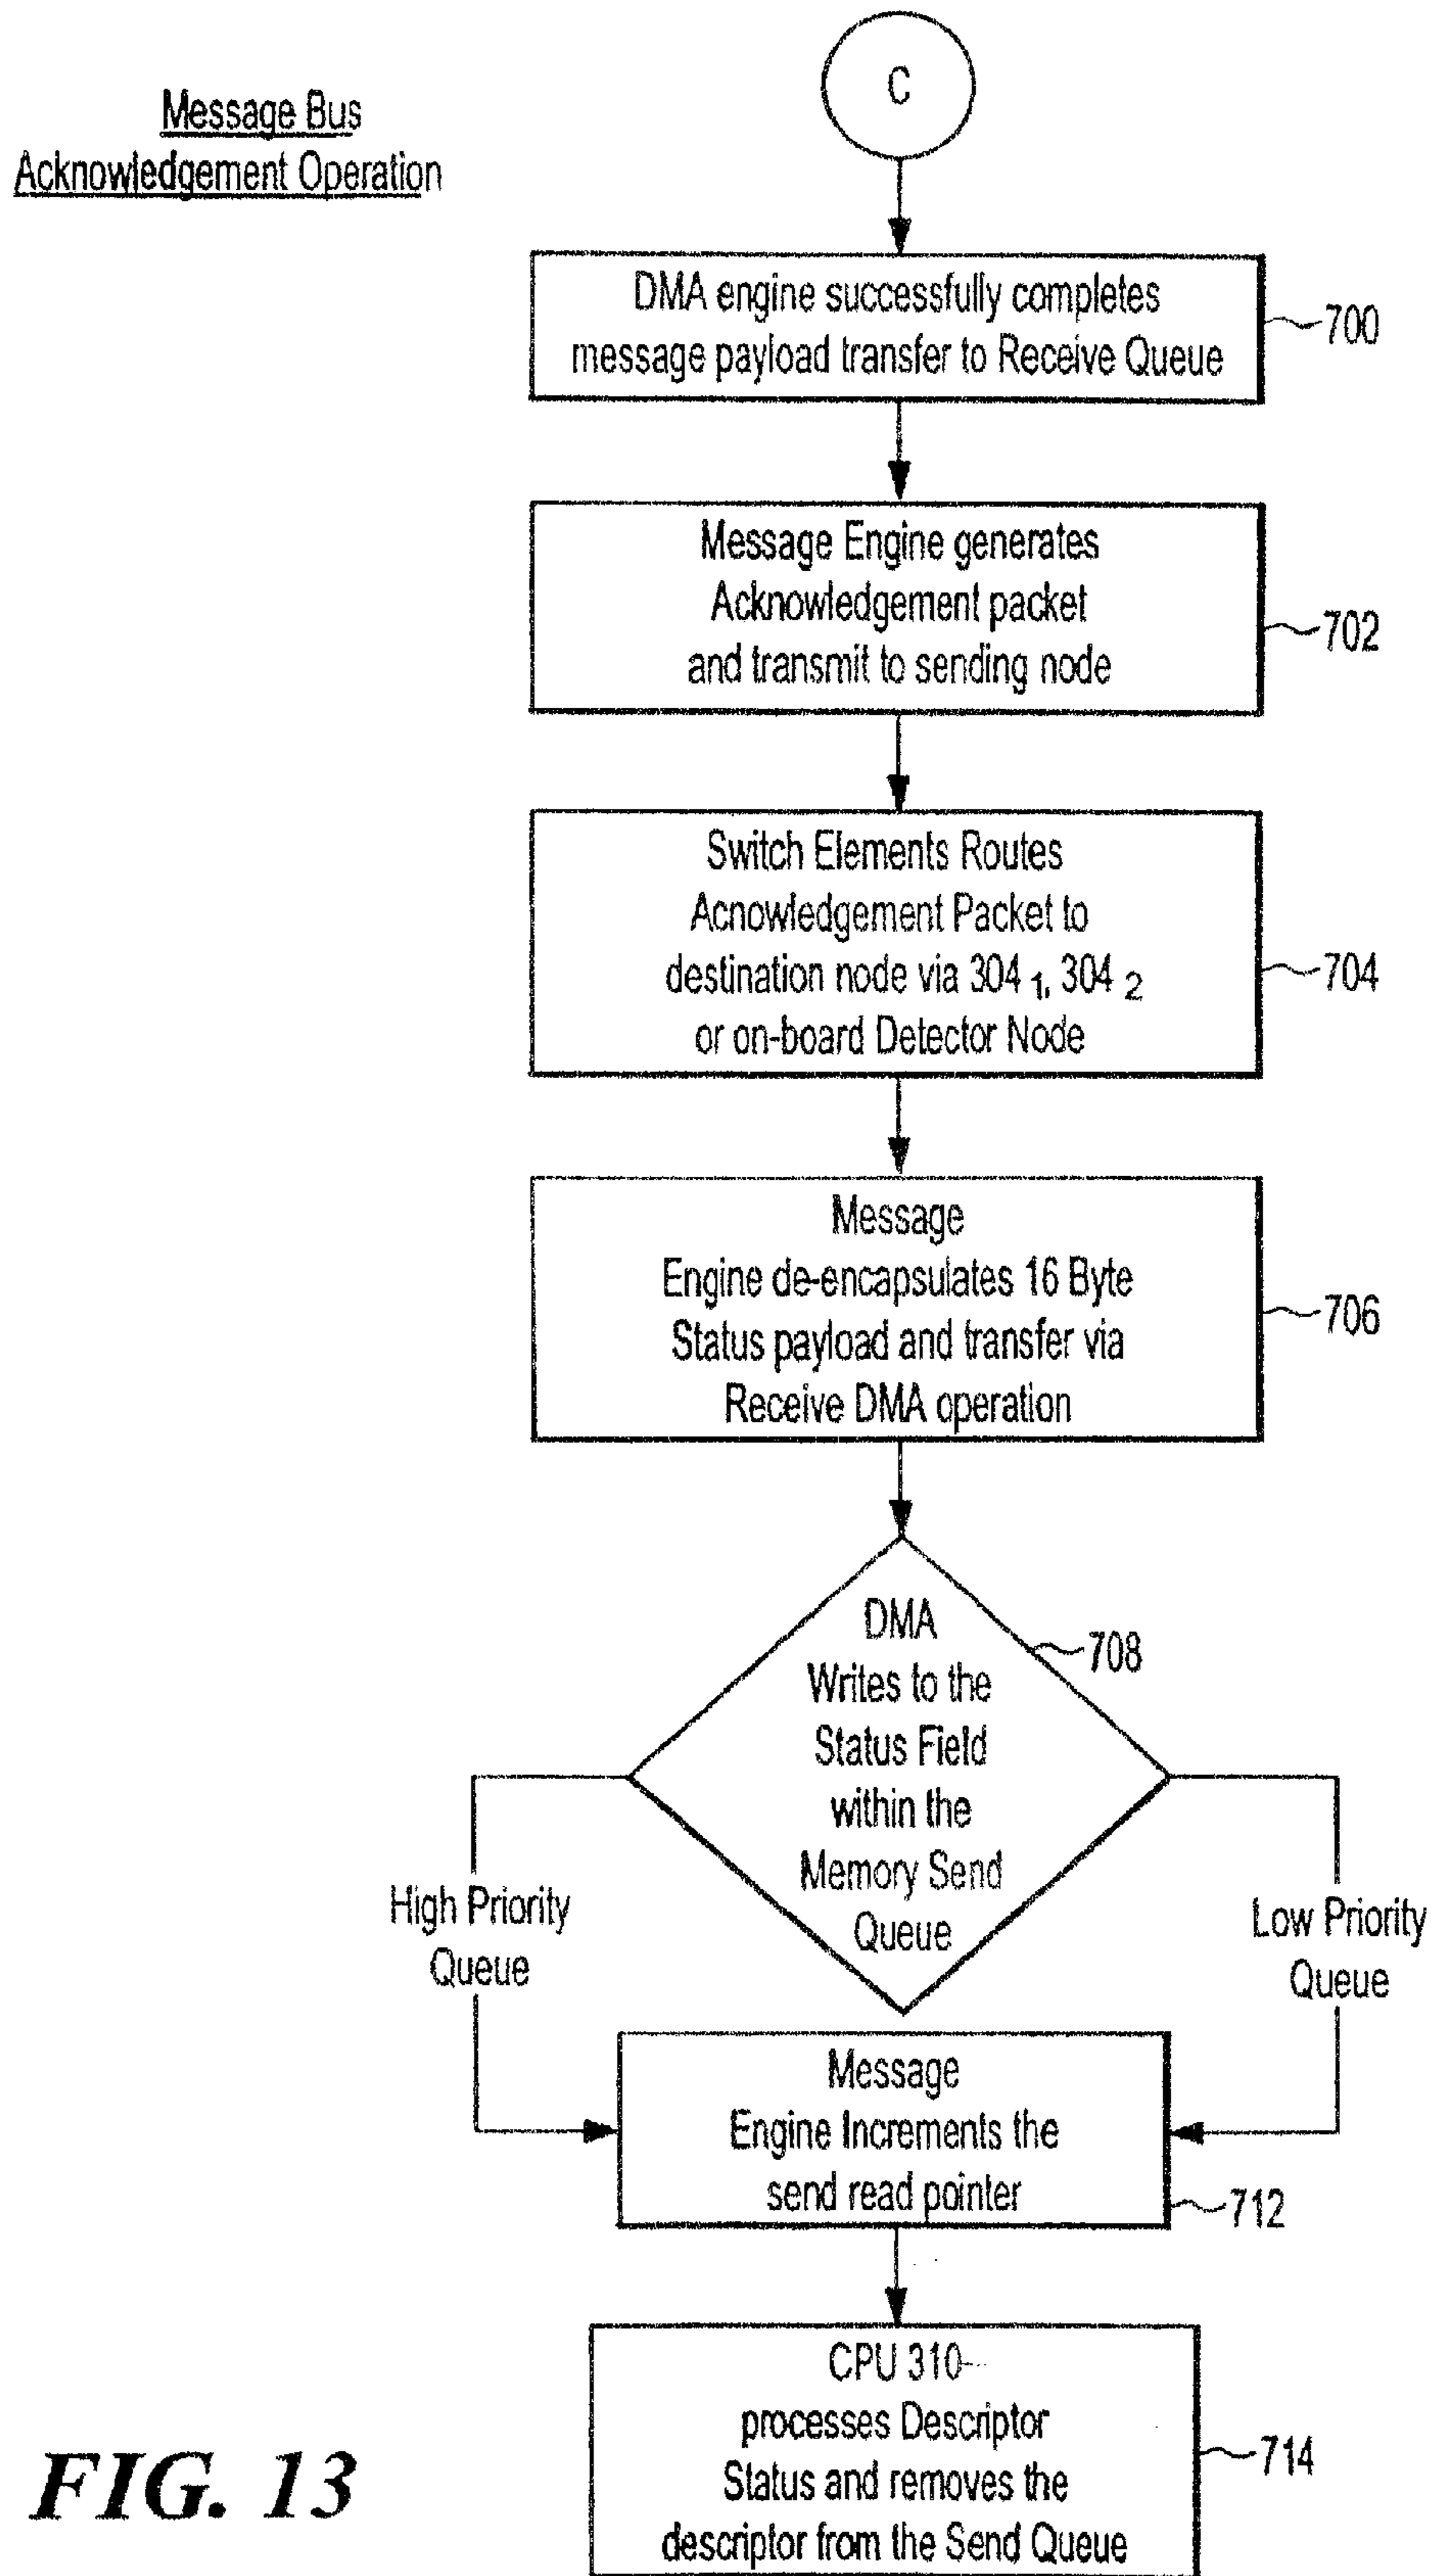 Message Bus
Acknowledgement Operation
C
DMA engine successfully completes
message payload transfer to Receive Queue
700
Message Engine generates
Acknowledgement packet
and transmit to sending node
702
Switch Elements Routes
Acnowledgement Packet to
destination node via 304 1, 304 2
or on-board Detector Node
704
Message
Engine de-encapsulates 16 Byte
Status payload and transfer via
Receive DMA operation
706
DMA
Writes to the
Status Field
within the
Memory Send
Queue
708
High Priority
Queue
Low Priority
Queue
Message
Engine Increments the
send read pointer
712
CPU 310
processes Descriptor
Status and removes the
descriptor from the Send Queue
714
FIG. 13